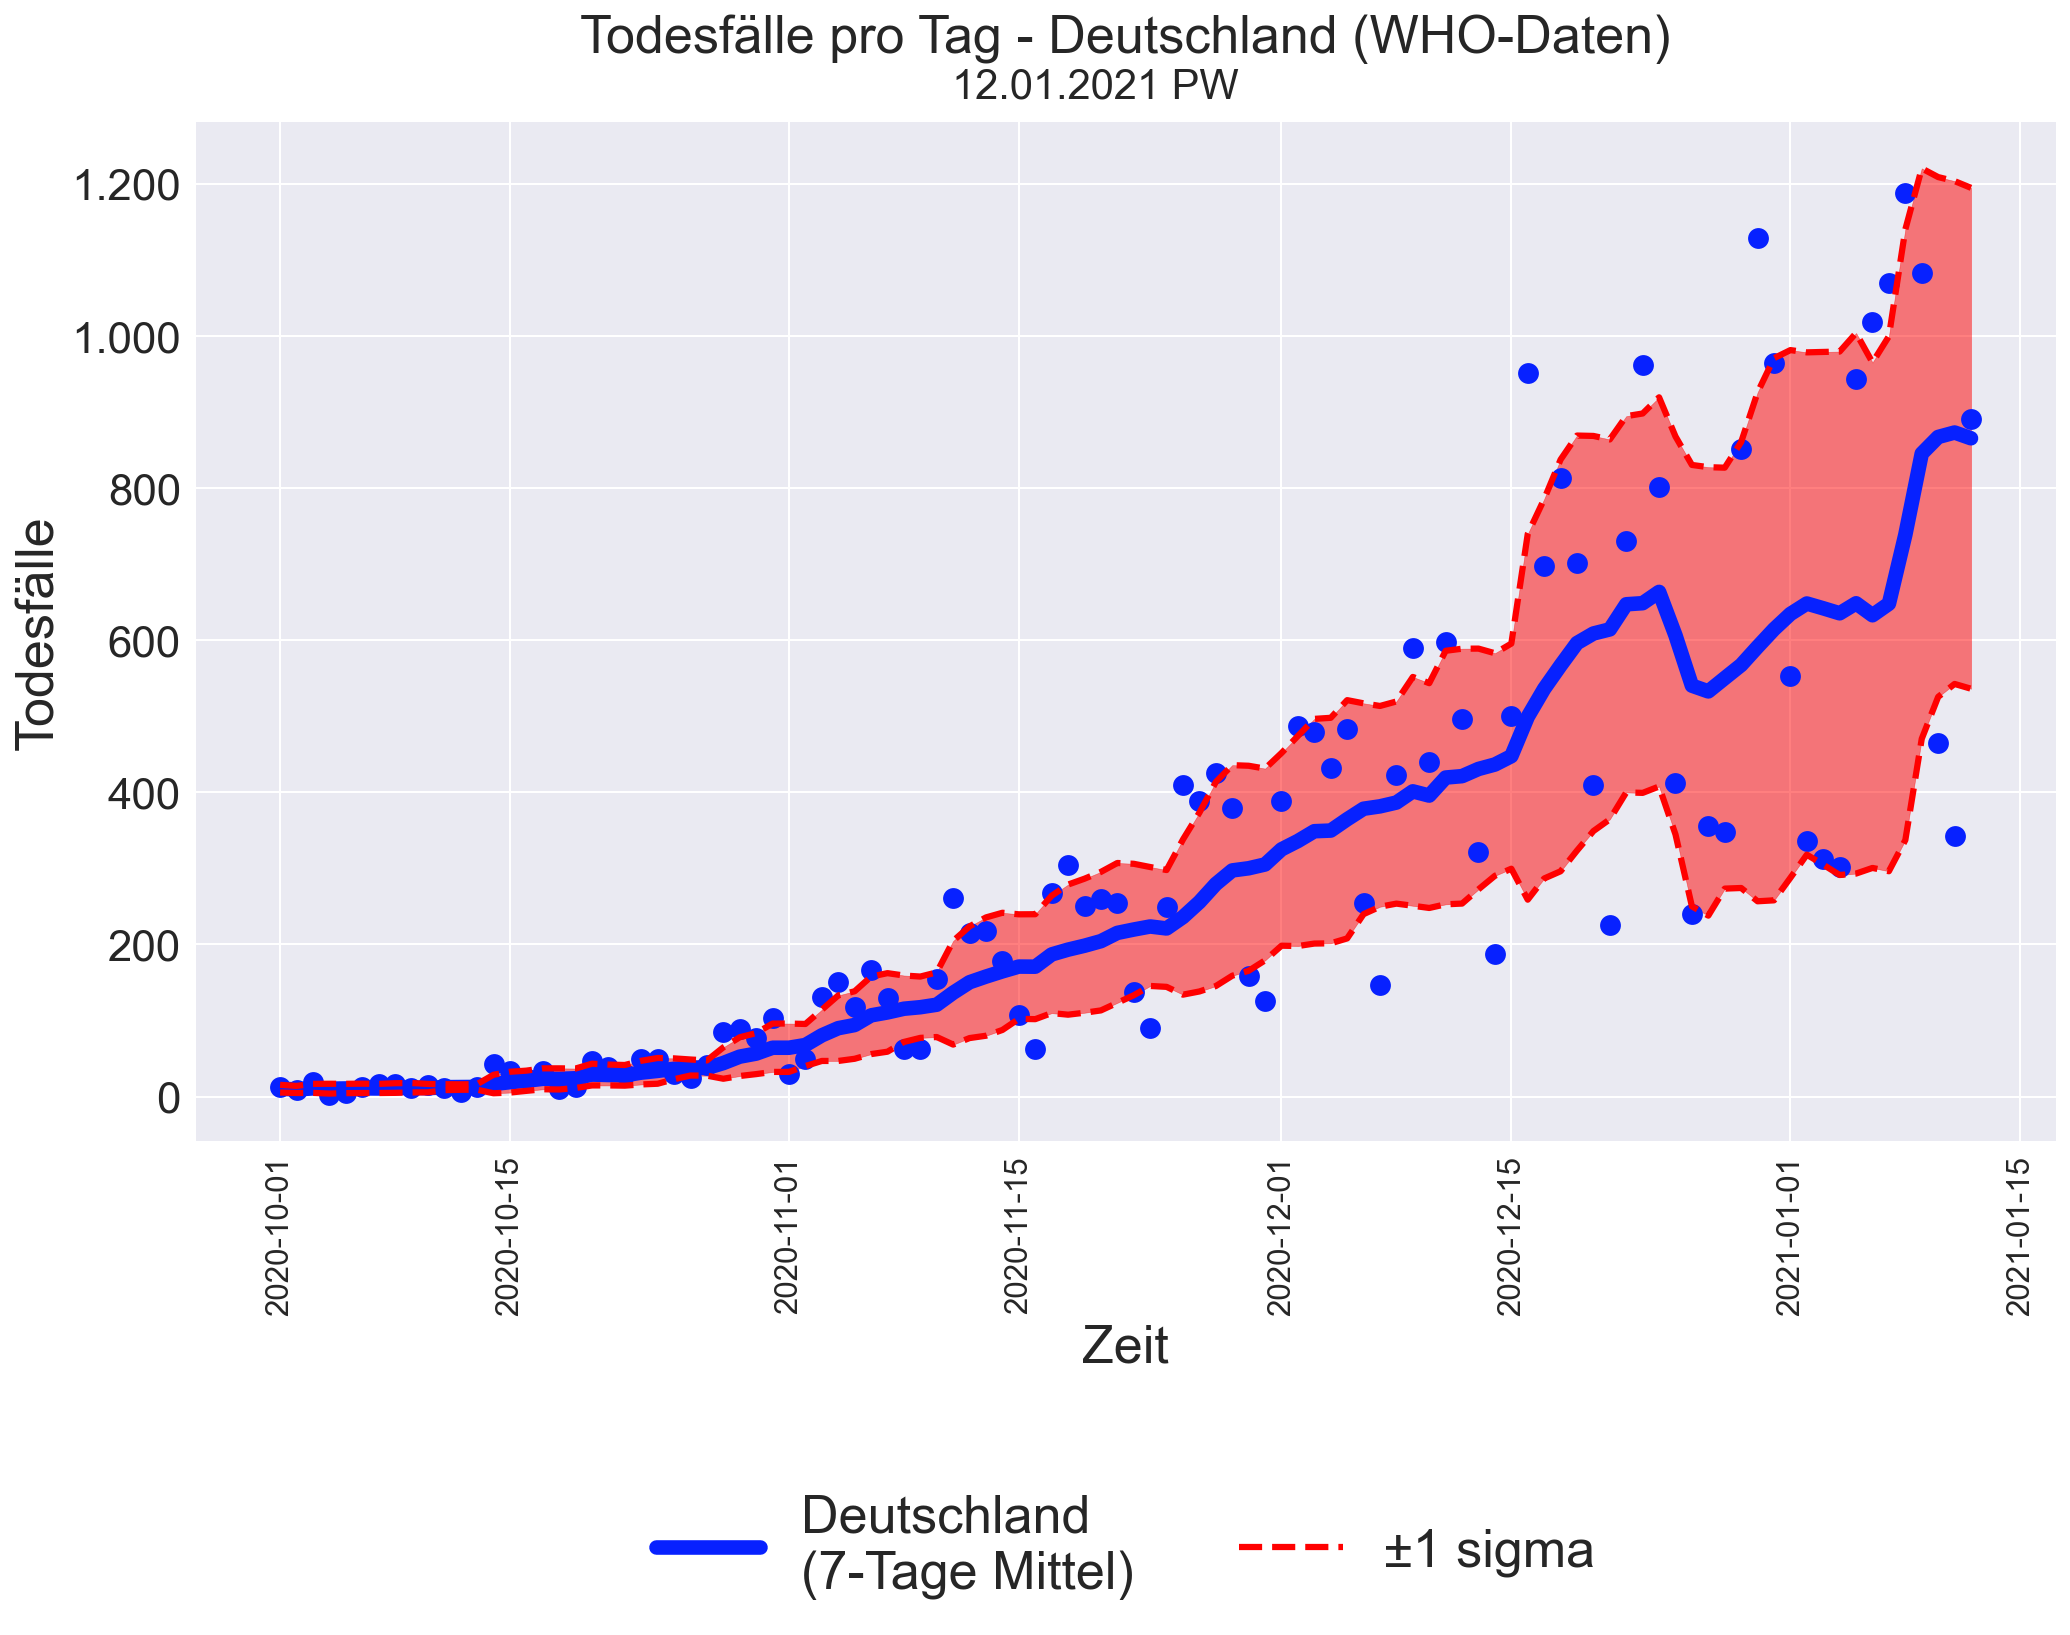 Todesfälle pro Tag - Deutschland (WHO-Daten)
12.01.2021 PW
Todesfälle
1.200
1.000
800
600
400
200
0
2020-10-01
2020-10-15
2020-11-01
2020-11-15
2020-12-01
2020-12-15
2021-01-01
2021-01-15
Zeit
Deutschland
(7-Tage Mittel)
±1 sigma